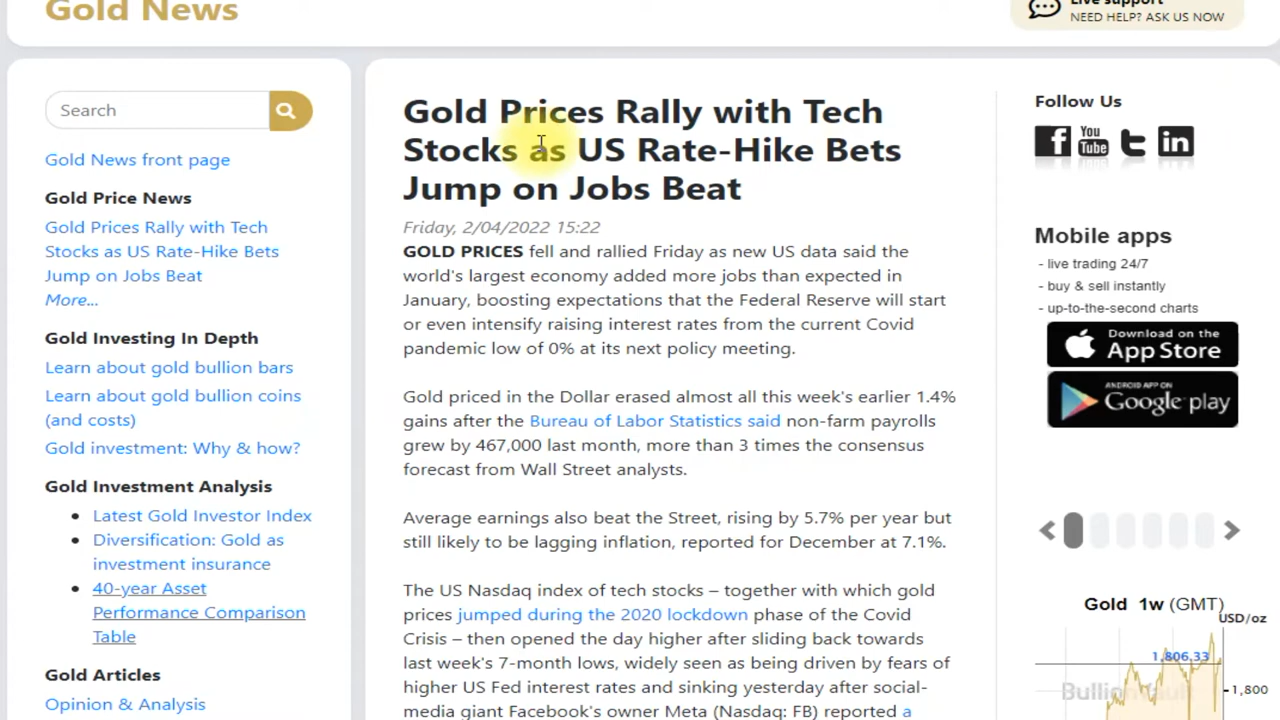 Gold News
Live support
NEED HELP? ASK US NOW
Search
Gold News front page
Gold Price News
Gold Prices Rally with Tech
Stocks as US Rate-Hike Bets
Jump on Jobs Beat
More...
Gold Investing In Depth
Learn about gold bullion bars
Learn about gold bullion coins
(and costs)
Gold investment: Why & how?
Gold Investment Analysis
Latest Gold Investor Index
Diversification: Gold as
investment insurance
40-year Asset
Performance Comparison
Table
Gold Articles
Opinion & Analysis
Gold Prices Rally with Tech
Stocks as US Rate-Hike Bets
Jump on Jobs Beat
Friday, 2/04/2022 15:22
GOLD PRICES fell and rallied Friday as new US data said the
world's largest economy added more jobs than expected in
January, boosting expectations that the Federal Reserve will start
or even intensify raising interest rates from the current Covid
pandemic low of 0% at its next policy meeting.
Gold priced in the Dollar erased almost all this week's earlier 1.4%
gains after the Bureau of Labor Statistics said non-farm payrolls
grew by 467,000 last month, more than 3 times the consensus
forecast from Wall Street analysts.
Average earnings also beat the Street, rising by 5.7% per year but
still likely to be lagging inflation, reported for December at 7.1%.
The US Nasdaq index of tech stocks – together with which gold
prices jumped during the 2020 lockdown phase of the Covid
Crisis – then opened the day higher after sliding back towards
last week's 7-month lows, widely seen as being driven by fears of
higher US Fed interest rates and sinking yesterday after social-
media giant Facebook's owner Meta (Nasdaq: FB) reported a
Follow Us
You
Tube
Mobile apps
- live trading 24/7
- buy & sell instantly
- up-to-the-second charts
Download on the
App Store
ANDROID APP ON
Google play
Gold 1w (GMT)
USD/oz
1,806.33
1,800
BullionVault